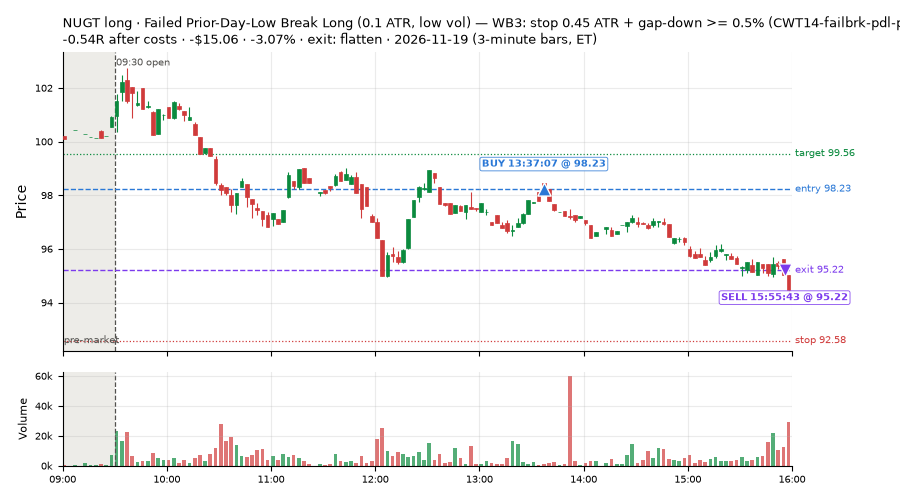 NUGT long · Failed Prior-Day-Low Break Long (0.1 ATR, low vol) — WB3: stop 0.45 ATR + gap-down >= 0.5% (CWT14-failbrk-pdl-p
-0.54R after costs · -$15.06 · -3.07% · exit: flatten · 2026-11-19 (3-minute bars, ET)
09:30 open
102
100
98
96
94
Price
target 99.56
BUY 13:37:07 @ 98.23
entry 98.23
exit 95.22
SELL 15:55:43 @ 95.22
pre-market
stop 92.58
60k
40k
20k
0k
Volume
09:00
10:00
11:00
12:00
13:00
14:00
15:00
16:00